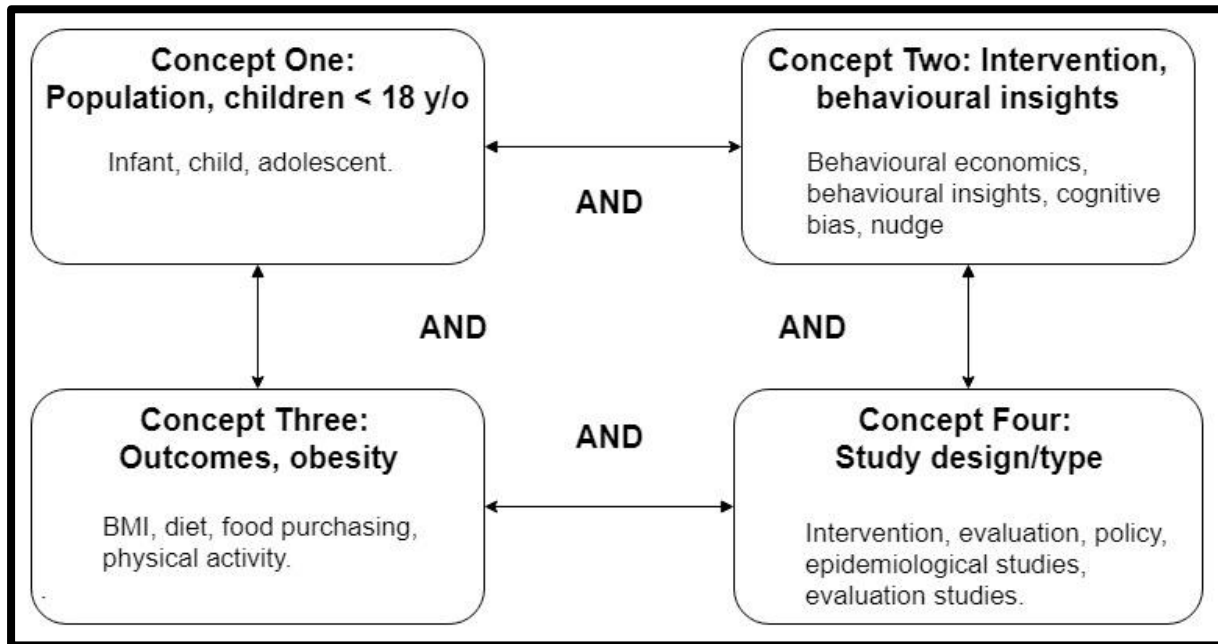 Concept One:
Population, children < 18 y/o
Infant, child, adolescent.
AND
Concept Two: Intervention,
behavioural insights
Behavioural economics,
behavioural insights, cognitive
bias, nudge
AND
AND
Concept Three:
Outcomes, obesity
BMI, diet, food purchasing,
physical activity.
.
AND
Concept Four:
Study design/type
Intervention, evaluation, policy,
epidemiological studies,
evaluation studies.